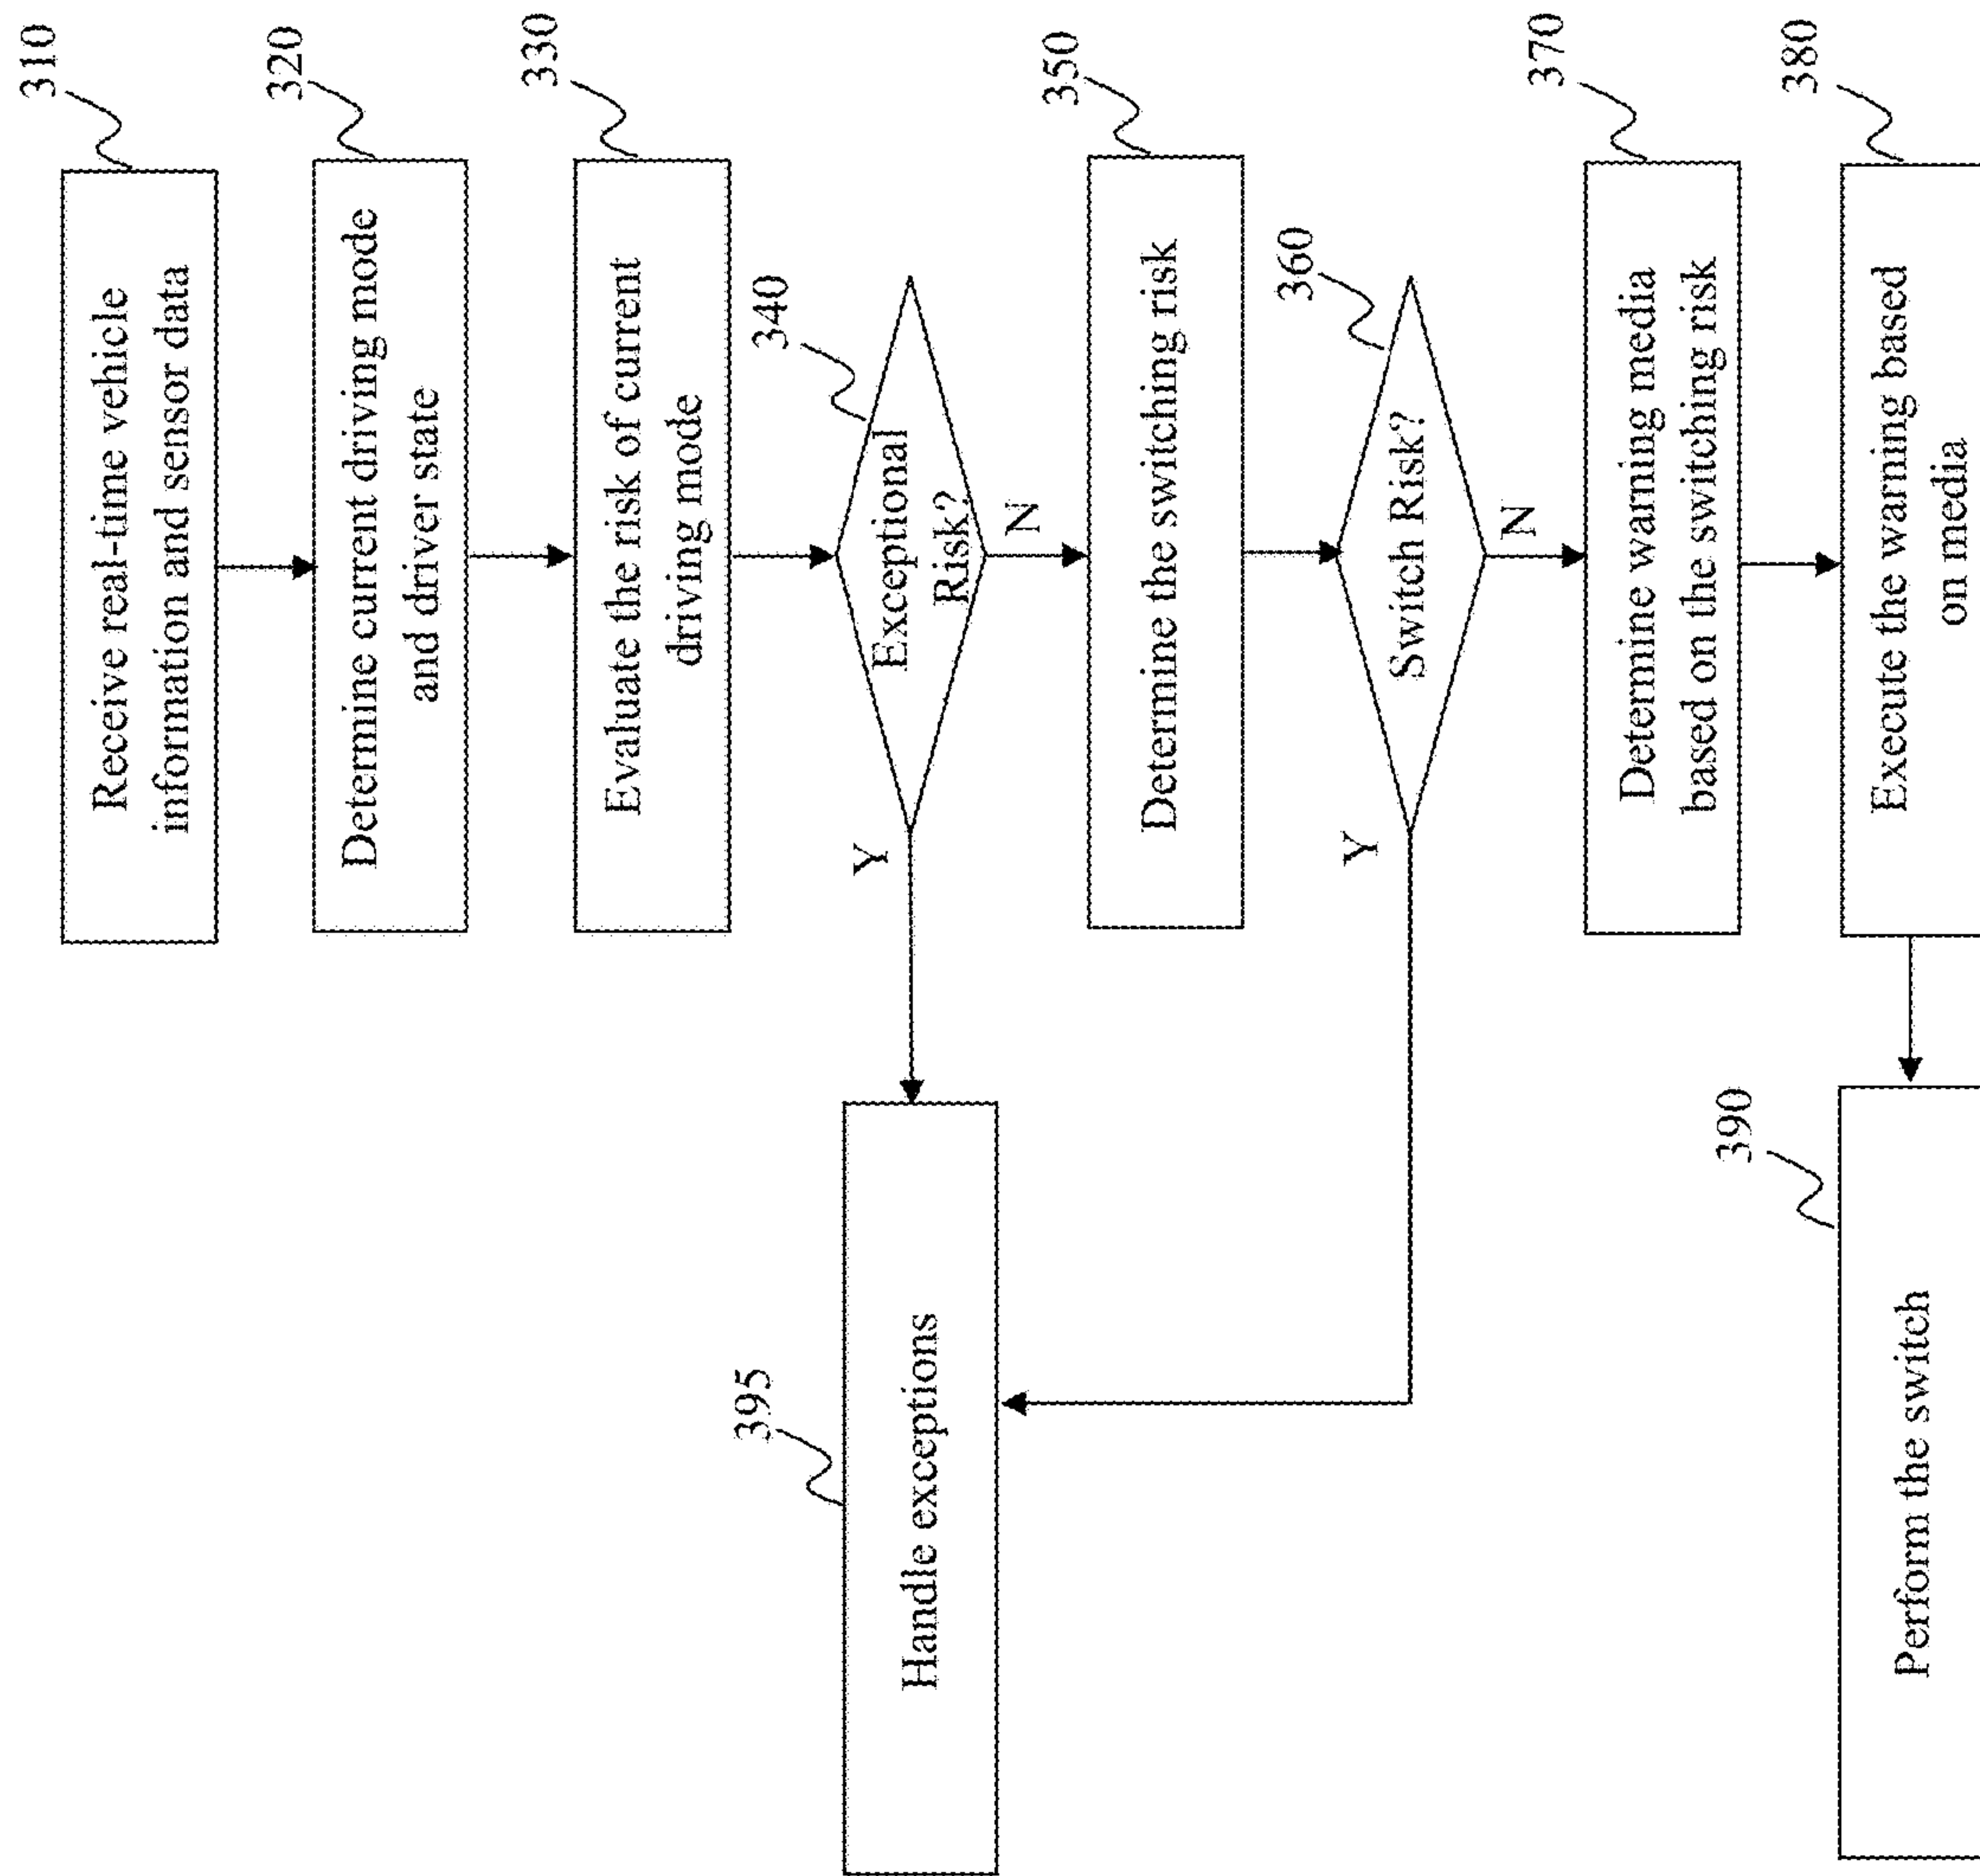 310
Receive real-time vehicle
information and sensor data
320
Determine current driving mode
and driver state
330
Evaluate the risk of current
driving mode
340
Exceptional
Risk?
Y
N
395
Handle exceptions
350
Determine the switching risk
360
Switch Risk?
Y
N
370
Determine warning media
based on the switching risk
380
Execute the warning based
on media
390
Perform the switch